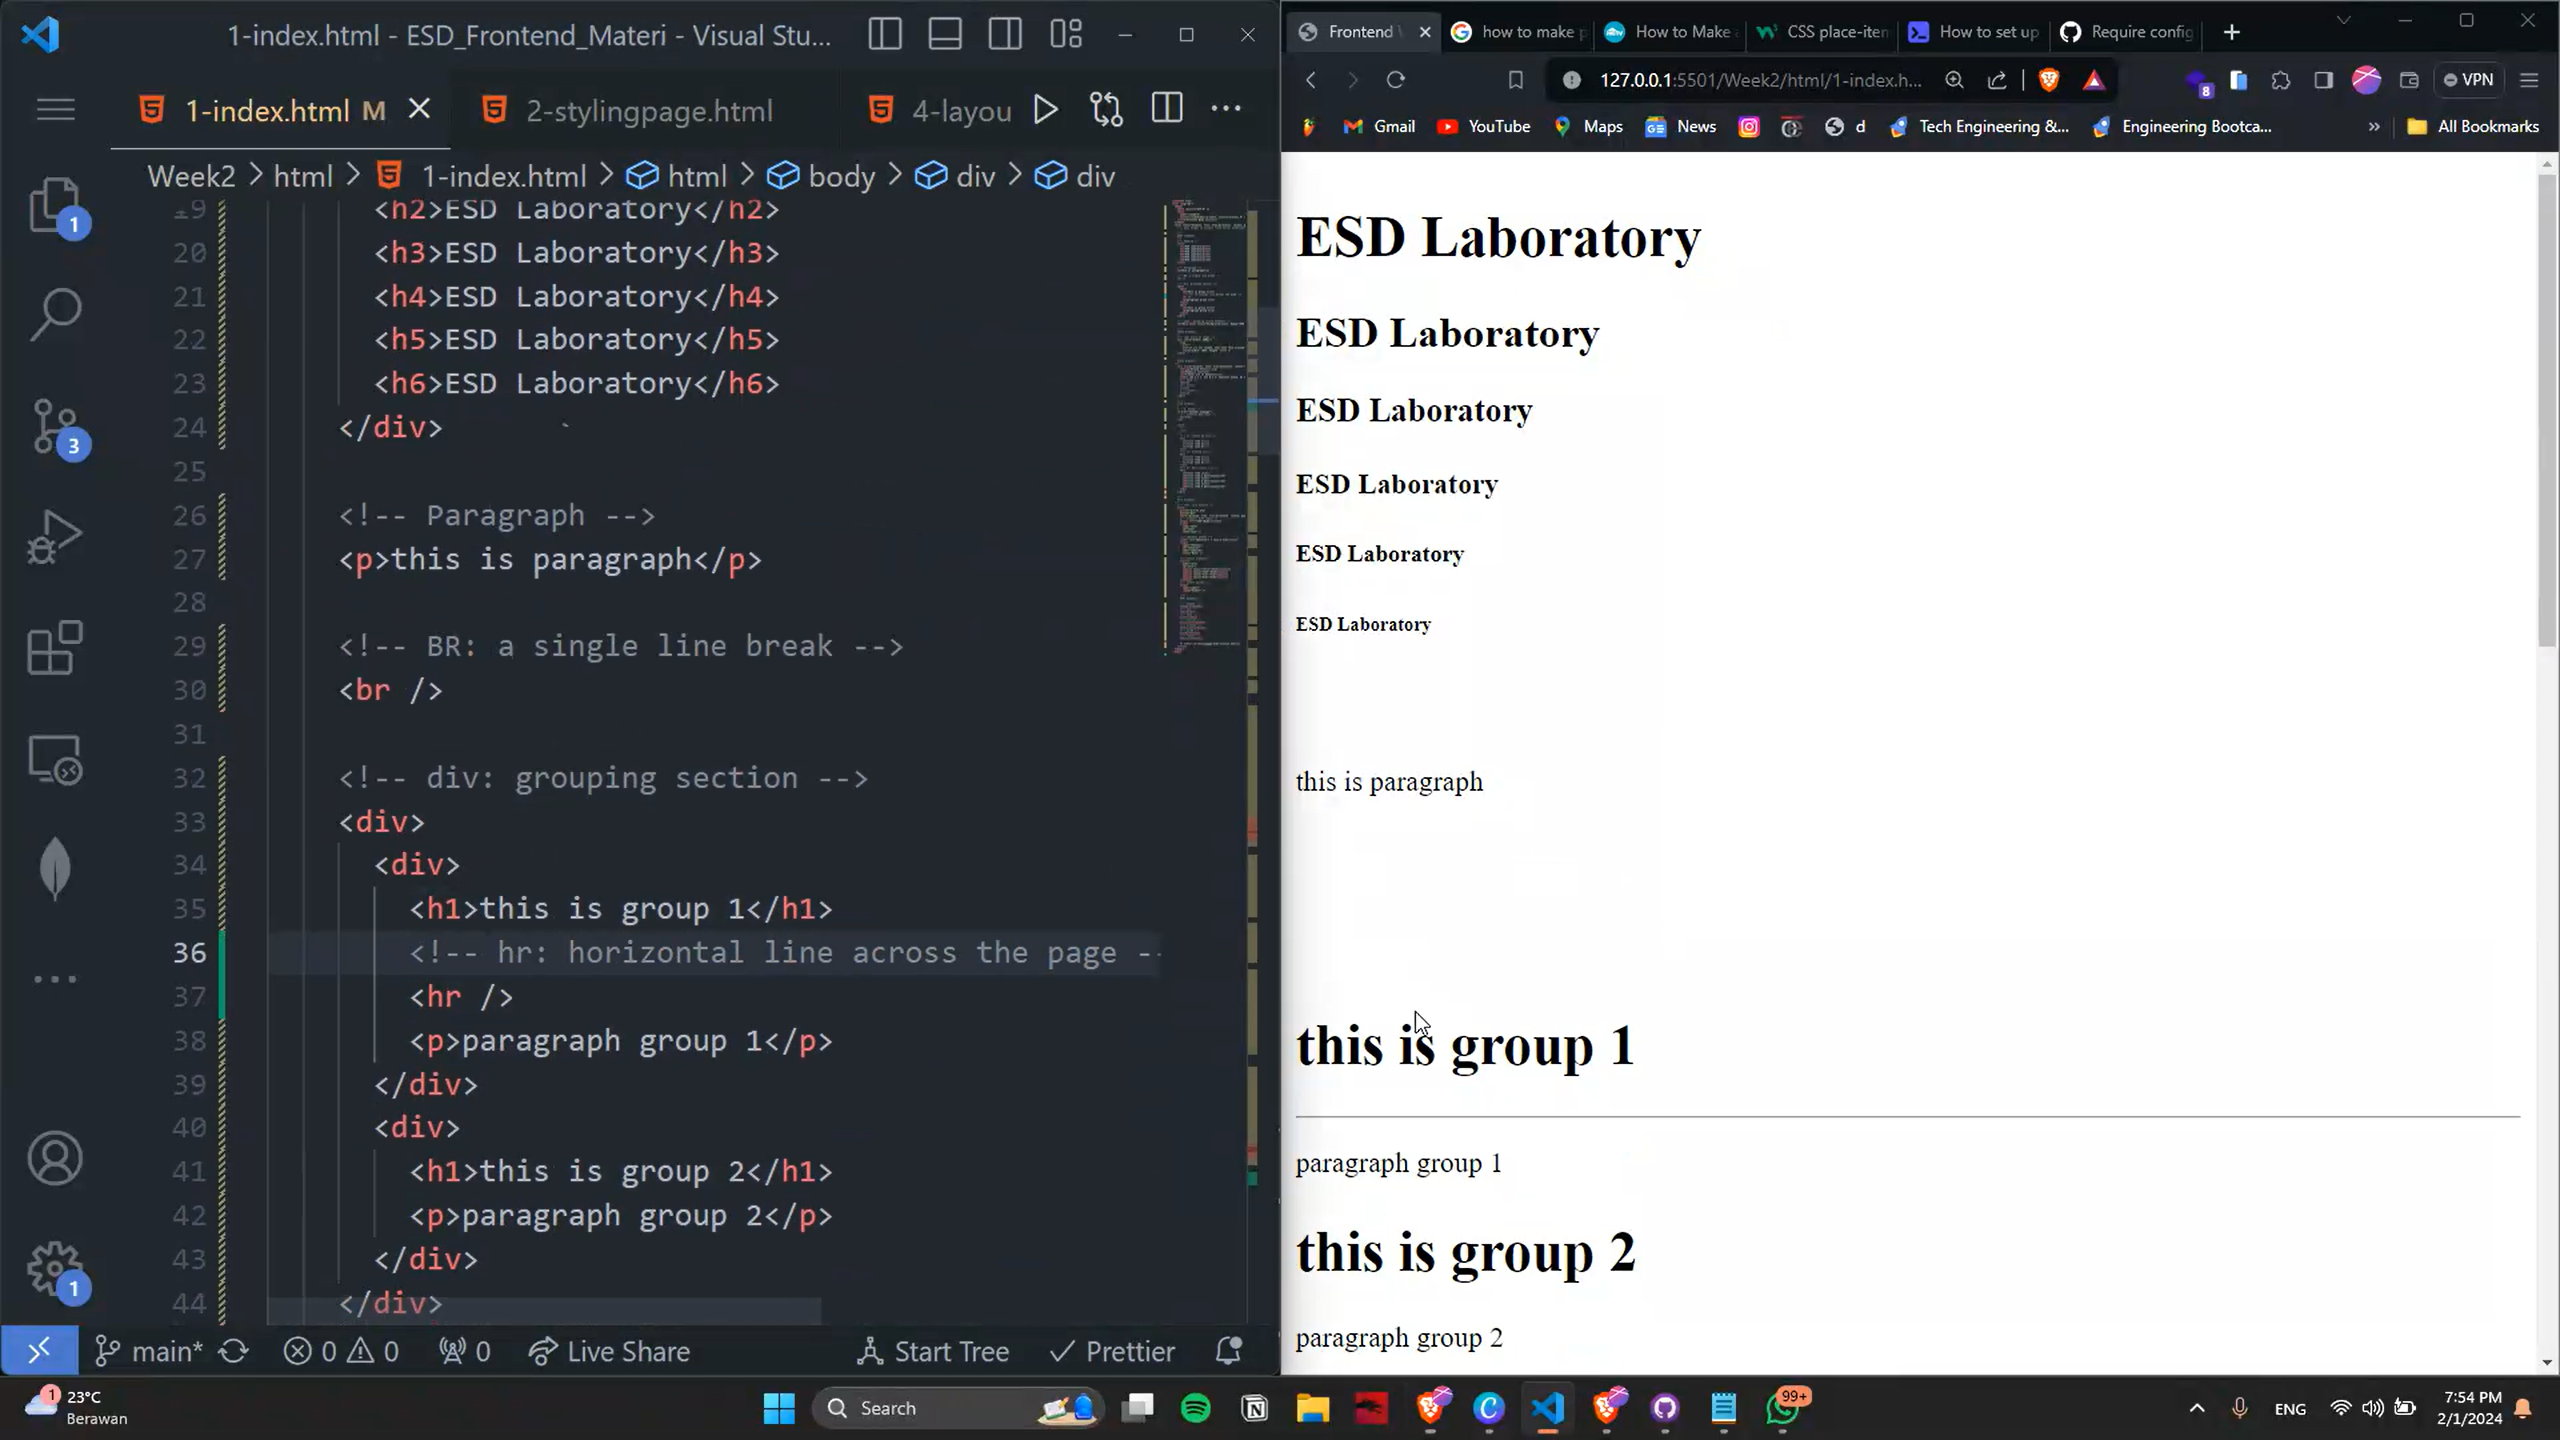 1-index.html - ESD_Frontend_Materi - Visual Stu...
1-index.html M
2-stylingpage.html
4-layou
Week2 > html > 1-index.html > html > body > div > div
19 <h2>ESD Laboratory</h2>
20 <h3>ESD Laboratory</h3>
21 <h4>ESD Laboratory</h4>
22 <h5>ESD Laboratory</h5>
23 <h6>ESD Laboratory</h6>
24 </div>
25
26 <!-- Paragraph -->
27 <p>this is paragraph</p>
28
29 <!-- BR: a single line break -->
30 <br />
31
32 <!-- div: grouping section -->
33 <div>
34 <div>
35 <h1>this is group 1</h1>
36 <!-- hr: horizontal line across the page -
37 <hr />
38 <p>paragraph group 1</p>
39 </div>
40 <div>
41 <h1>this is group 2</h1>
42 <p>paragraph group 2</p>
43 </div>
44 </div>
1
3
1
main* 0 0 0 Live Share Start Tree Prettier
Frontend
how to make p
How to Make
CSS place-iten
How to set up
Require config
127.0.0.1:5501/Week2/html/1-index.h...
8
VPN
Gmail YouTube Maps News d Tech Engineering &... Engineering Bootca... » All Bookmarks
ESD Laboratory
ESD Laboratory
ESD Laboratory
ESD Laboratory
ESD Laboratory
ESD Laboratory
this is paragraph
this is group 1
paragraph group 1
this is group 2
paragraph group 2
1
23°C
Berawan
Search
99+
ENG
7:54 PM
2/1/2024